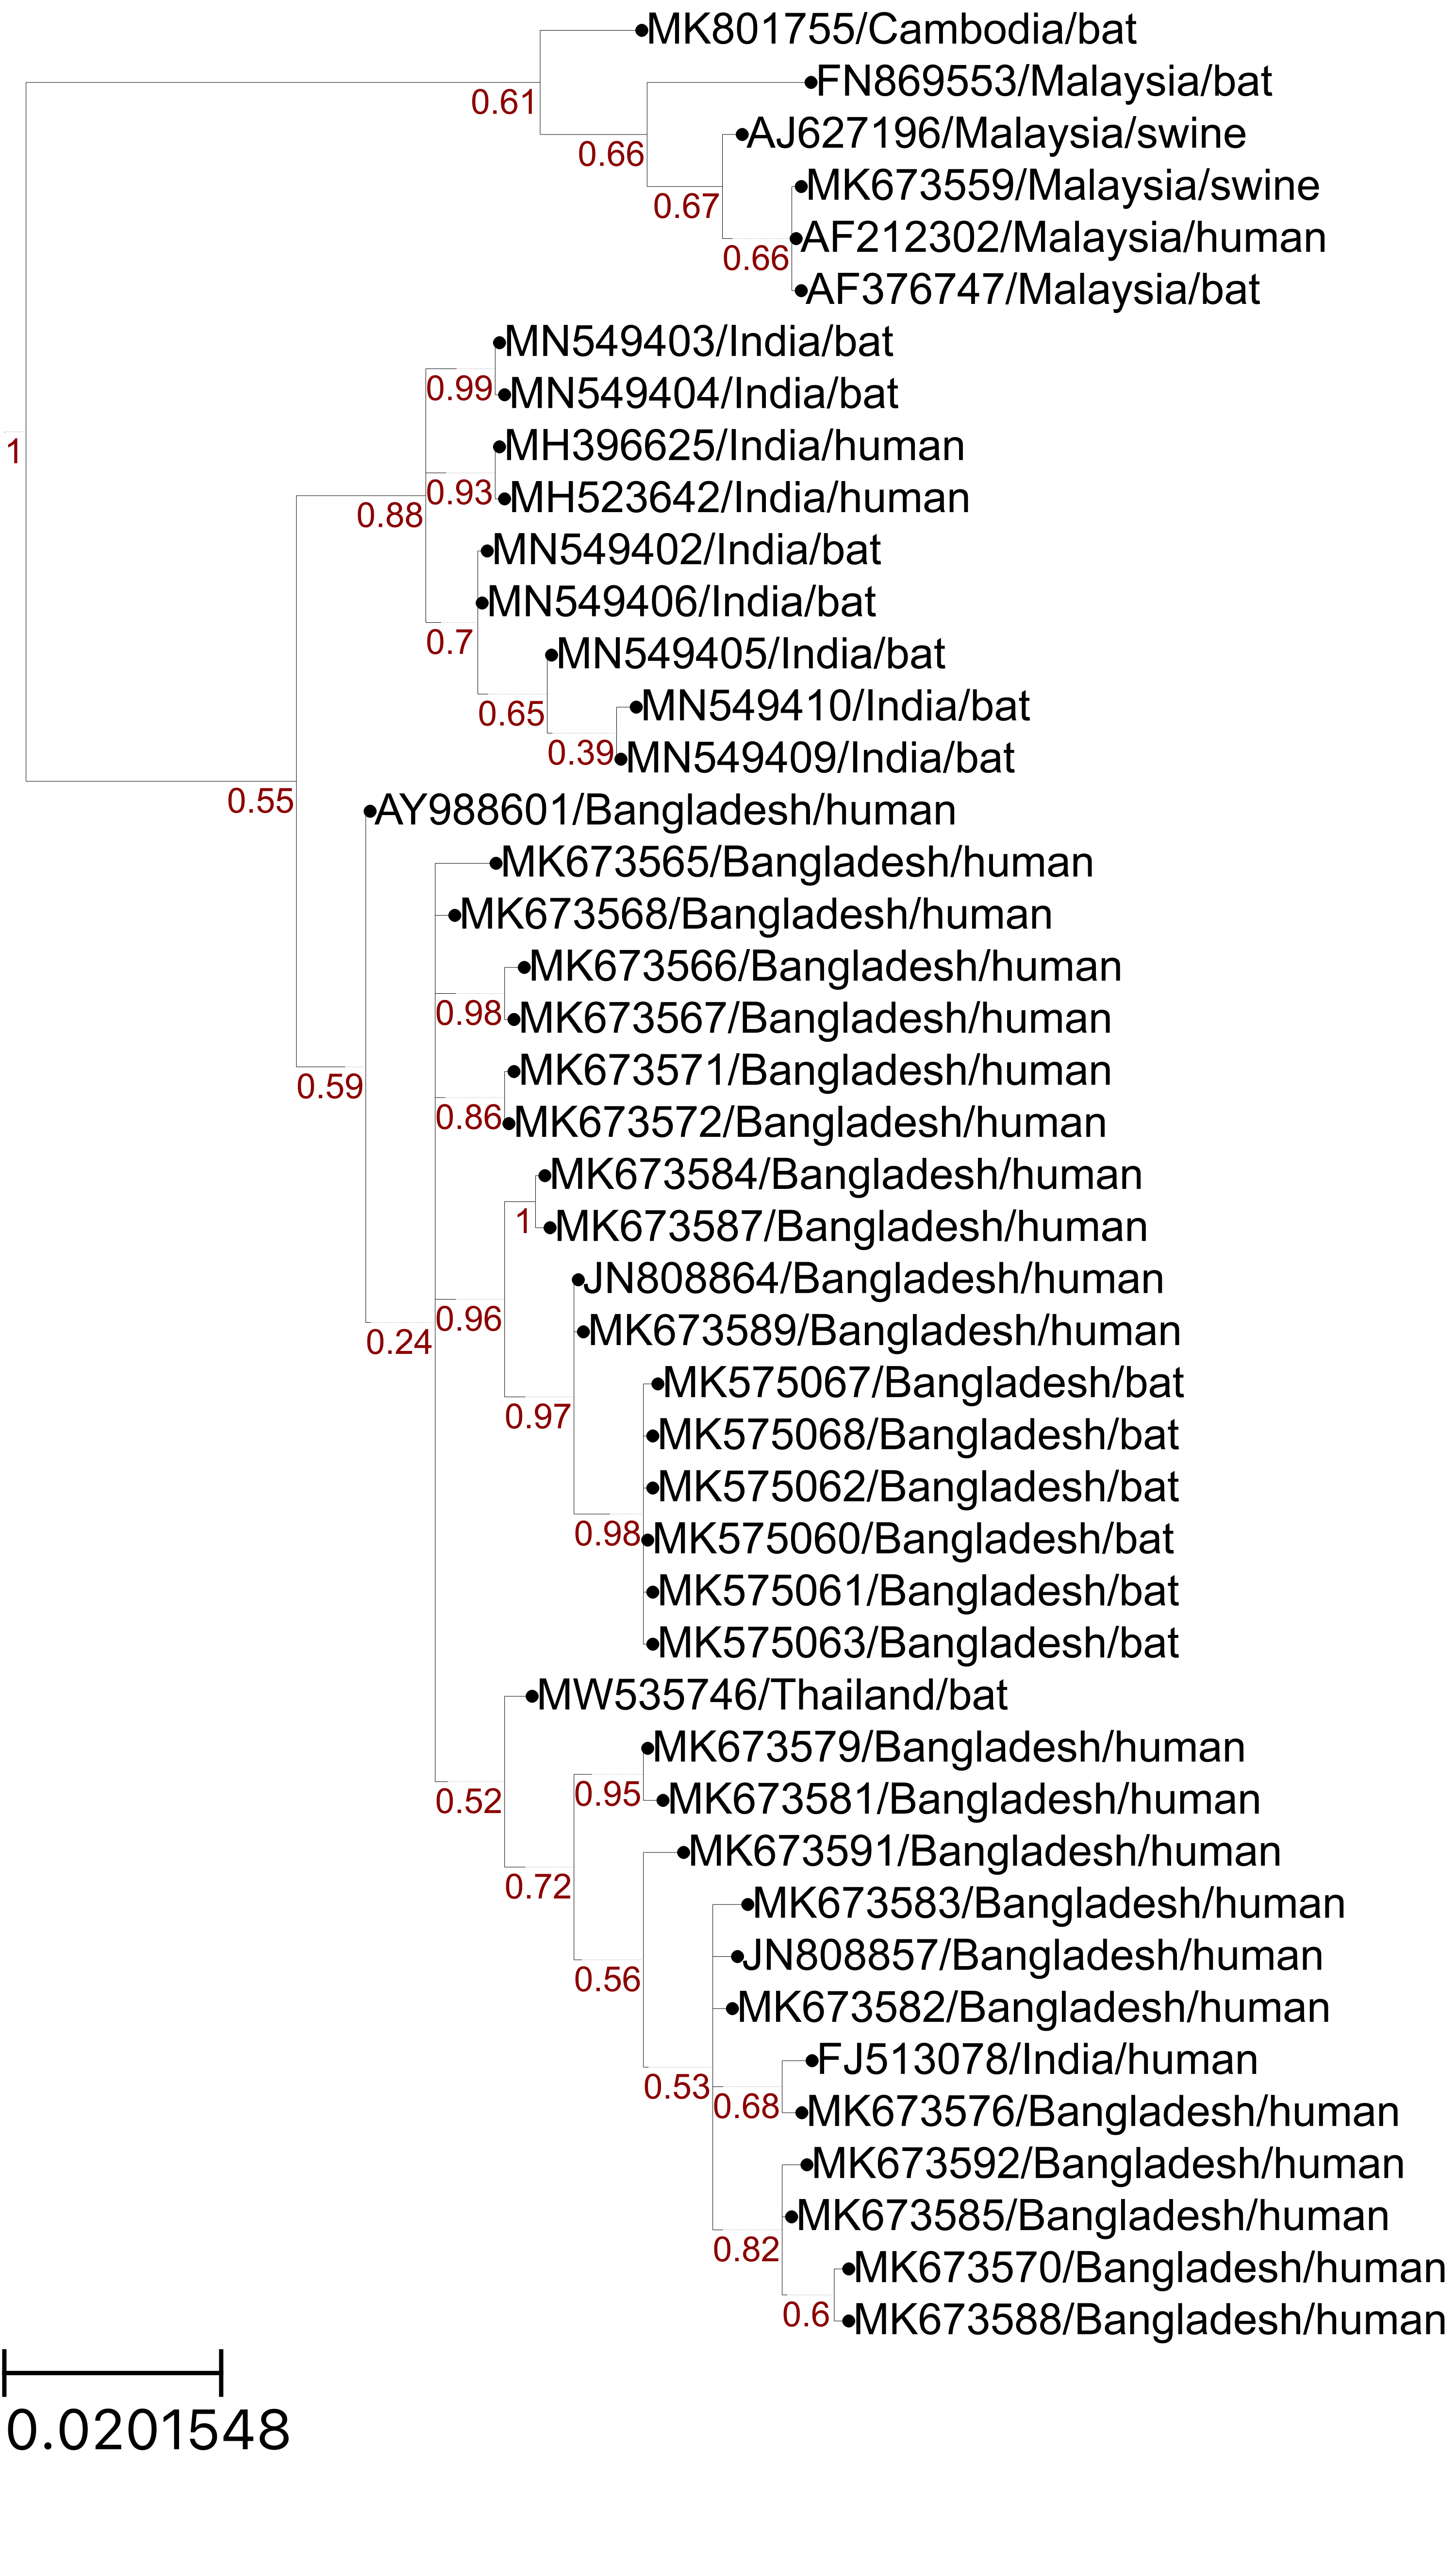 MK801755/Cambodia/bat
FN869553/Malaysia/bat
0.61
AJ627196/Malaysia/swine
0.66
MK673559/Malaysia/swine
0.67
AF212302/Malaysia/human
0.66
AF376747/Malaysia/bat
MN549403/India/bat
0.99
MN549404/India/bat
1
MH396625/India/human
0.93
MH523642/India/human
0.88
MN549402/India/bat
MN549406/India/bat
0.7
MN549405/India/bat
0.65
MN549410/India/bat
0.39
MN549409/India/bat
0.55
AY988601/Bangladesh/human
MK673565/Bangladesh/human
MK673568/Bangladesh/human
MK673566/Bangladesh/human
0.98
MK673567/Bangladesh/human
MK673571/Bangladesh/human
0.59
0.86
MK673572/Bangladesh/human
MK673584/Bangladesh/human
1
MK673587/Bangladesh/human
JN808864/Bangladesh/human
0.96
MK673589/Bangladesh/human
0.24
MK575067/Bangladesh/bat
0.97
MK575068/Bangladesh/bat
MK575062/Bangladesh/bat
0.98
MK575060/Bangladesh/bat
MK575061/Bangladesh/bat
MK575063/Bangladesh/bat
MW535746/Thailand/bat
MK673579/Bangladesh/human
0.95
0.52
MK673581/Bangladesh/human
MK673591/Bangladesh/human
0.72
MK673583/Bangladesh/human
JN808857/Bangladesh/human
0.56
MK673582/Bangladesh/human
FJ513078/India/human
0.53
0.68
MK673576/Bangladesh/human
MK673592/Bangladesh/human
MK673585/Bangladesh/human
0.82
MK673570/Bangladesh/human
0.6
MK673588/Bangladesh/human
0.0201548